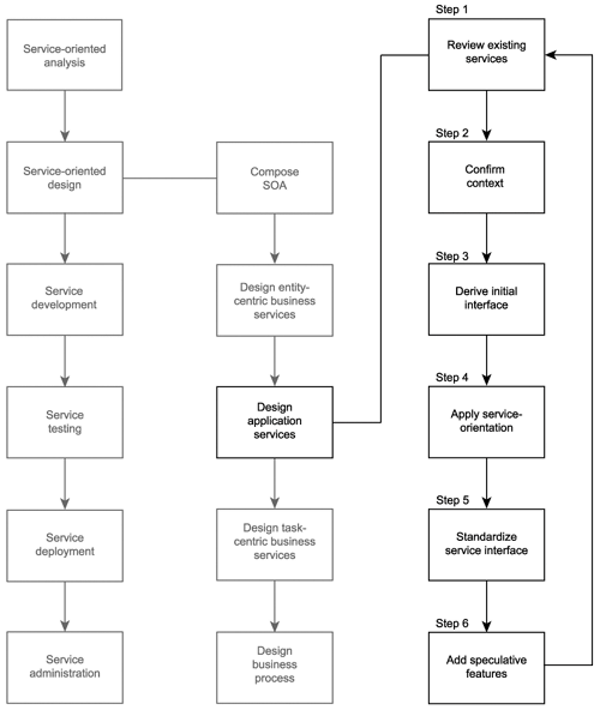 Service-oriented
analysis
Service-oriented
design
Service
development
Service
testing
Service
deployment
Service
administration
Compose
SOA
Design entity-
centric business
services
Design
application
services
Design task-
centric business
services
Design
business
process
Step 1
Review existing
services
Step 2
Confirm
context
Step 3
Derive initial
interface
Step 4
Apply service-
orientation
Step 5
Standardize
service interface
Step 6
Add speculative
features